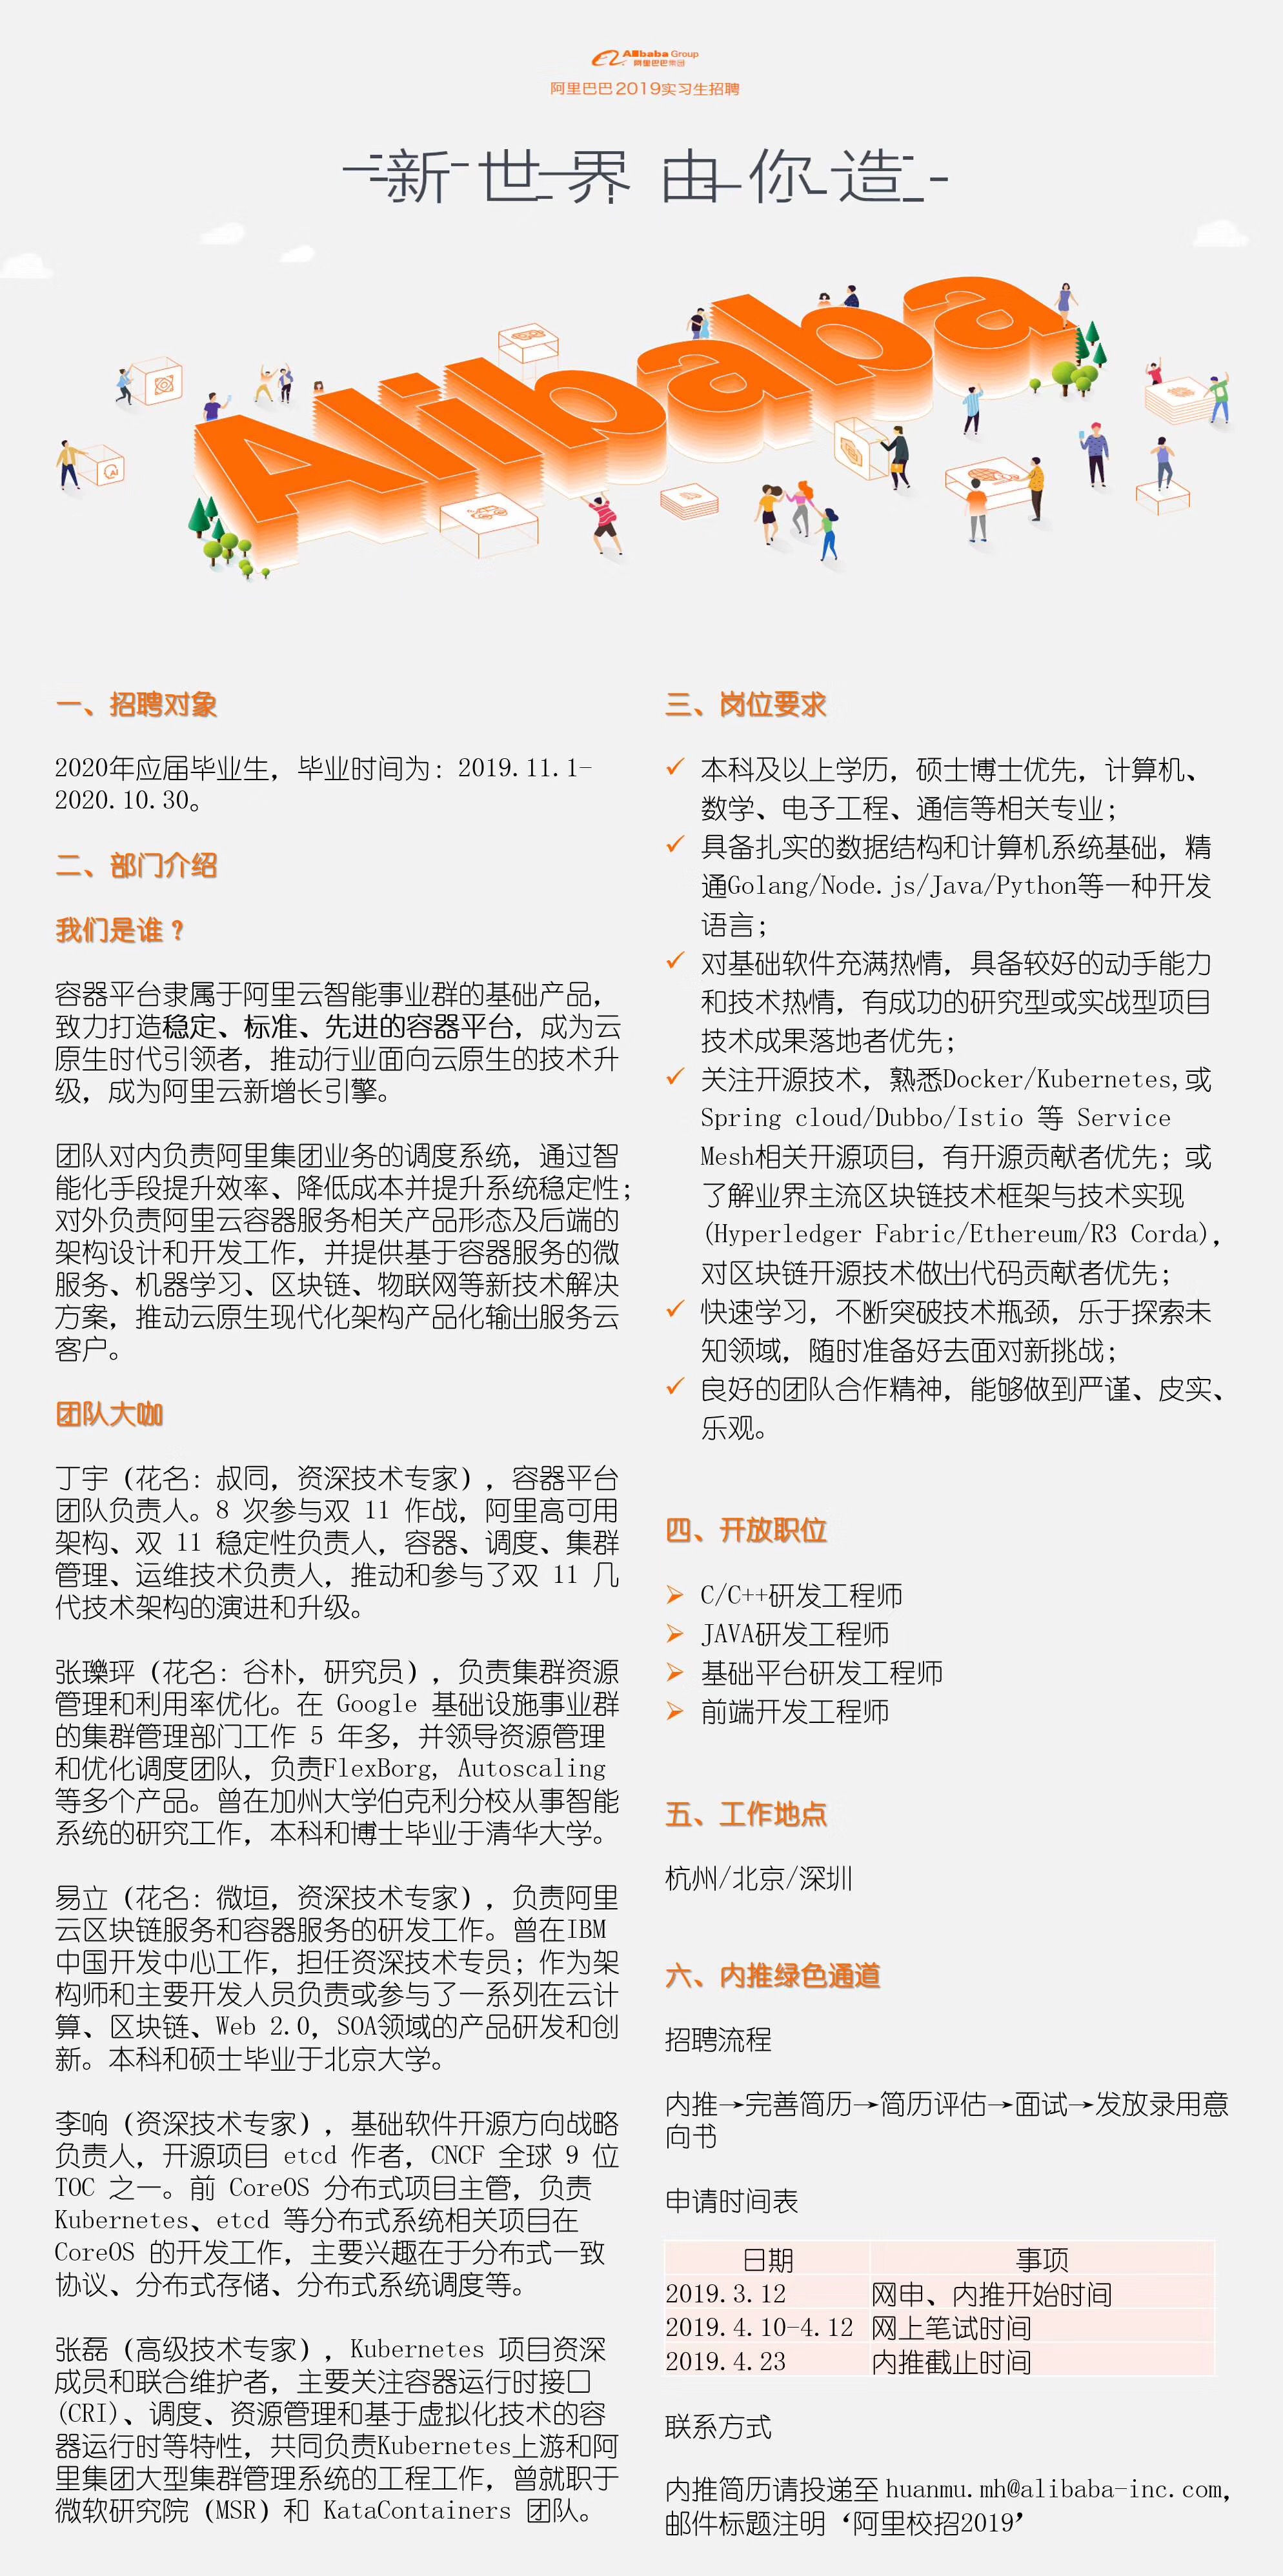 Alibaba Group
阿里巴巴集团
阿里巴巴2019实习生招聘
新世界 由你造
Alibaba
AI
一、招聘对象
2020年应届毕业生，毕业时间为：2019.11.1-
2020.10.30。
二、部门介绍
我们是谁？
容器平台隶属于阿里云智能事业群的基础产品，
致力打造稳定、标准、先进的容器平台，成为云
原生时代引领者，推动行业面向云原生的技术升
级，成为阿里云新增长引擎。
团队对内负责阿里集团业务的调度系统，通过智
能化手段提升效率、降低成本并提升系统稳定性；
对外负责阿里云容器服务相关产品形态及后端的
架构设计和开发工作，并提供基于容器服务的微
服务、机器学习、区块链、物联网等新技术解决
方案，推动云原生现代化架构产品化输出服务云
客户。
团队大咖
丁宇（花名：叔同，资深技术专家），容器平台
团队负责人。8 次参与双 11 作战，阿里高可用
架构、双 11 稳定性负责人，容器、调度、集群
管理、运维技术负责人，推动和参与了双 11 几
代技术架构的演进和升级。
张瓅玶（花名：谷朴，研究员），负责集群资源
管理和利用率优化。在 Google 基础设施事业群
的集群管理部门工作 5 年多，并领导资源管理
和优化调度团队，负责FlexBorg, Autoscaling
等多个产品。曾在加州大学伯克利分校从事智能
系统的研究工作，本科和博士毕业于清华大学。
易立（花名：微垣，资深技术专家），负责阿里
云区块链服务和容器服务的研发工作。曾在IBM
中国开发中心工作，担任资深技术专员；作为架
构师和主要开发人员负责或参与了一系列在云计
算、区块链、Web 2.0，SOA领域的产品研发和创
新。本科和硕士毕业于北京大学。
李响（资深技术专家），基础软件开源方向战略
负责人，开源项目 etcd 作者，CNCF 全球 9 位
TOC 之一。前 CoreOS 分布式项目主管，负责
Kubernetes、etcd 等分布式系统相关项目在
CoreOS 的开发工作，主要兴趣在于分布式一致
协议、分布式存储、分布式系统调度等。
张磊（高级技术专家），Kubernetes 项目资深
成员和联合维护者，主要关注容器运行时接口
(CRI)、调度、资源管理和基于虚拟化技术的容
器运行时等特性，共同负责Kubernetes上游和阿
里集团大型集群管理系统的工程工作，曾就职于
微软研究院（MSR）和 KataContainers 团队。
三、岗位要求
✓ 本科及以上学历，硕士博士优先，计算机、
数学、电子工程、通信等相关专业；
✓ 具备扎实的数据结构和计算机系统基础，精
通Golang/Node.js/Java/Python等一种开发
语言；
✓ 对基础软件充满热情，具备较好的动手能力
和技术热情，有成功的研究型或实战型项目
技术成果落地者优先；
✓ 关注开源技术，熟悉Docker/Kubernetes,或
Spring cloud/Dubbo/Istio 等 Service
Mesh相关开源项目，有开源贡献者优先；或
了解业界主流区块链技术框架与技术实现
(Hyperledger Fabric/Ethereum/R3 Corda)，
对区块链开源技术做出代码贡献者优先；
✓ 快速学习，不断突破技术瓶颈，乐于探索未
知领域，随时准备好去面对新挑战；
✓ 良好的团队合作精神，能够做到严谨、皮实、
乐观。
四、开放职位
➢ C/C++研发工程师
➢ JAVA研发工程师
➢ 基础平台研发工程师
➢ 前端开发工程师
五、工作地点
杭州/北京/深圳
六、内推绿色通道
招聘流程
内推→完善简历→简历评估→面试→发放录用意
向书
申请时间表
日期 事项
2019.3.12 网申、内推开始时间
2019.4.10-4.12 网上笔试时间
2019.4.23 内推截止时间
联系方式
内推简历请投递至 huanmu.mh@alibaba-inc.com，
邮件标题注明‘阿里校招2019’